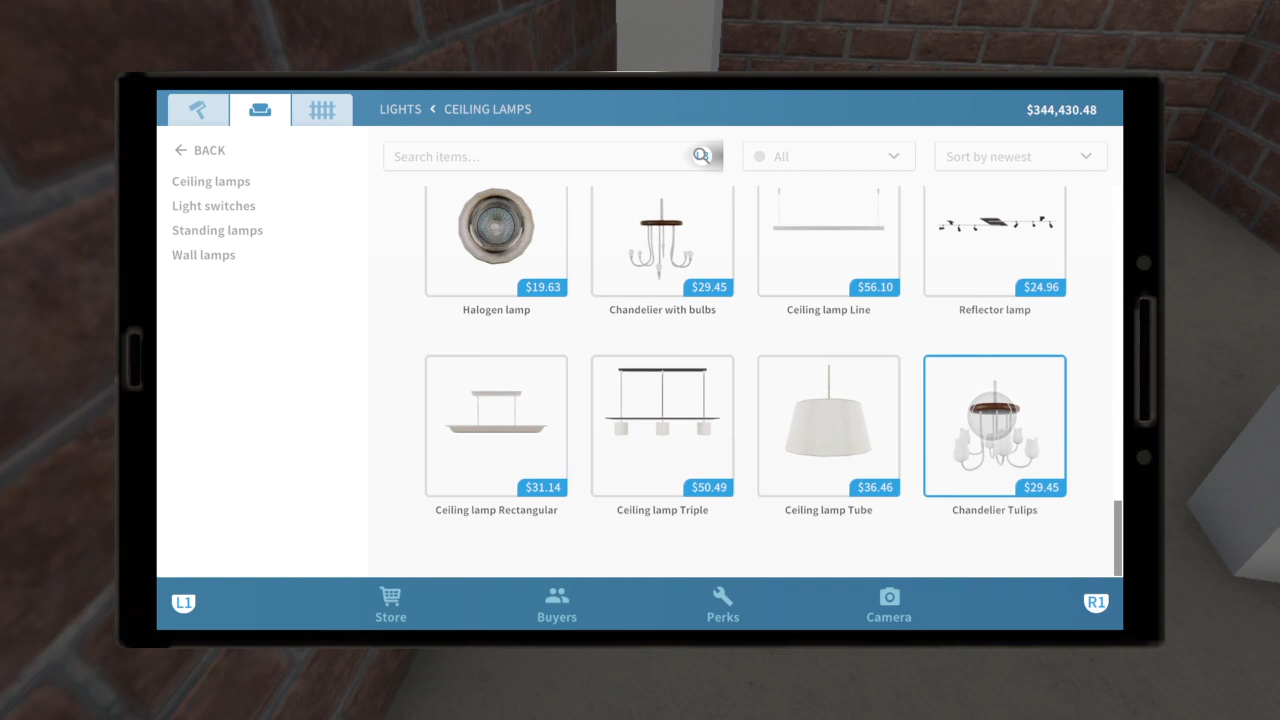 LIGHTS < CEILING LAMPS
$344,430.48
BACK
Ceiling lamps
Light switches
Standing lamps
Wall lamps
Search items...
All
Sort by newest
$19.63
$29.45
$56.10
$24.96
Halogen lamp
Chandelier with bulbs
Ceiling lamp Line
Reflector lamp
$31.14
$50.49
$36.46
$29.45
Ceiling lamp Rectangular
Ceiling lamp Triple
Ceiling lamp Tube
Chandelier Tulips
L1
Store
Buyers
Perks
Camera
R1